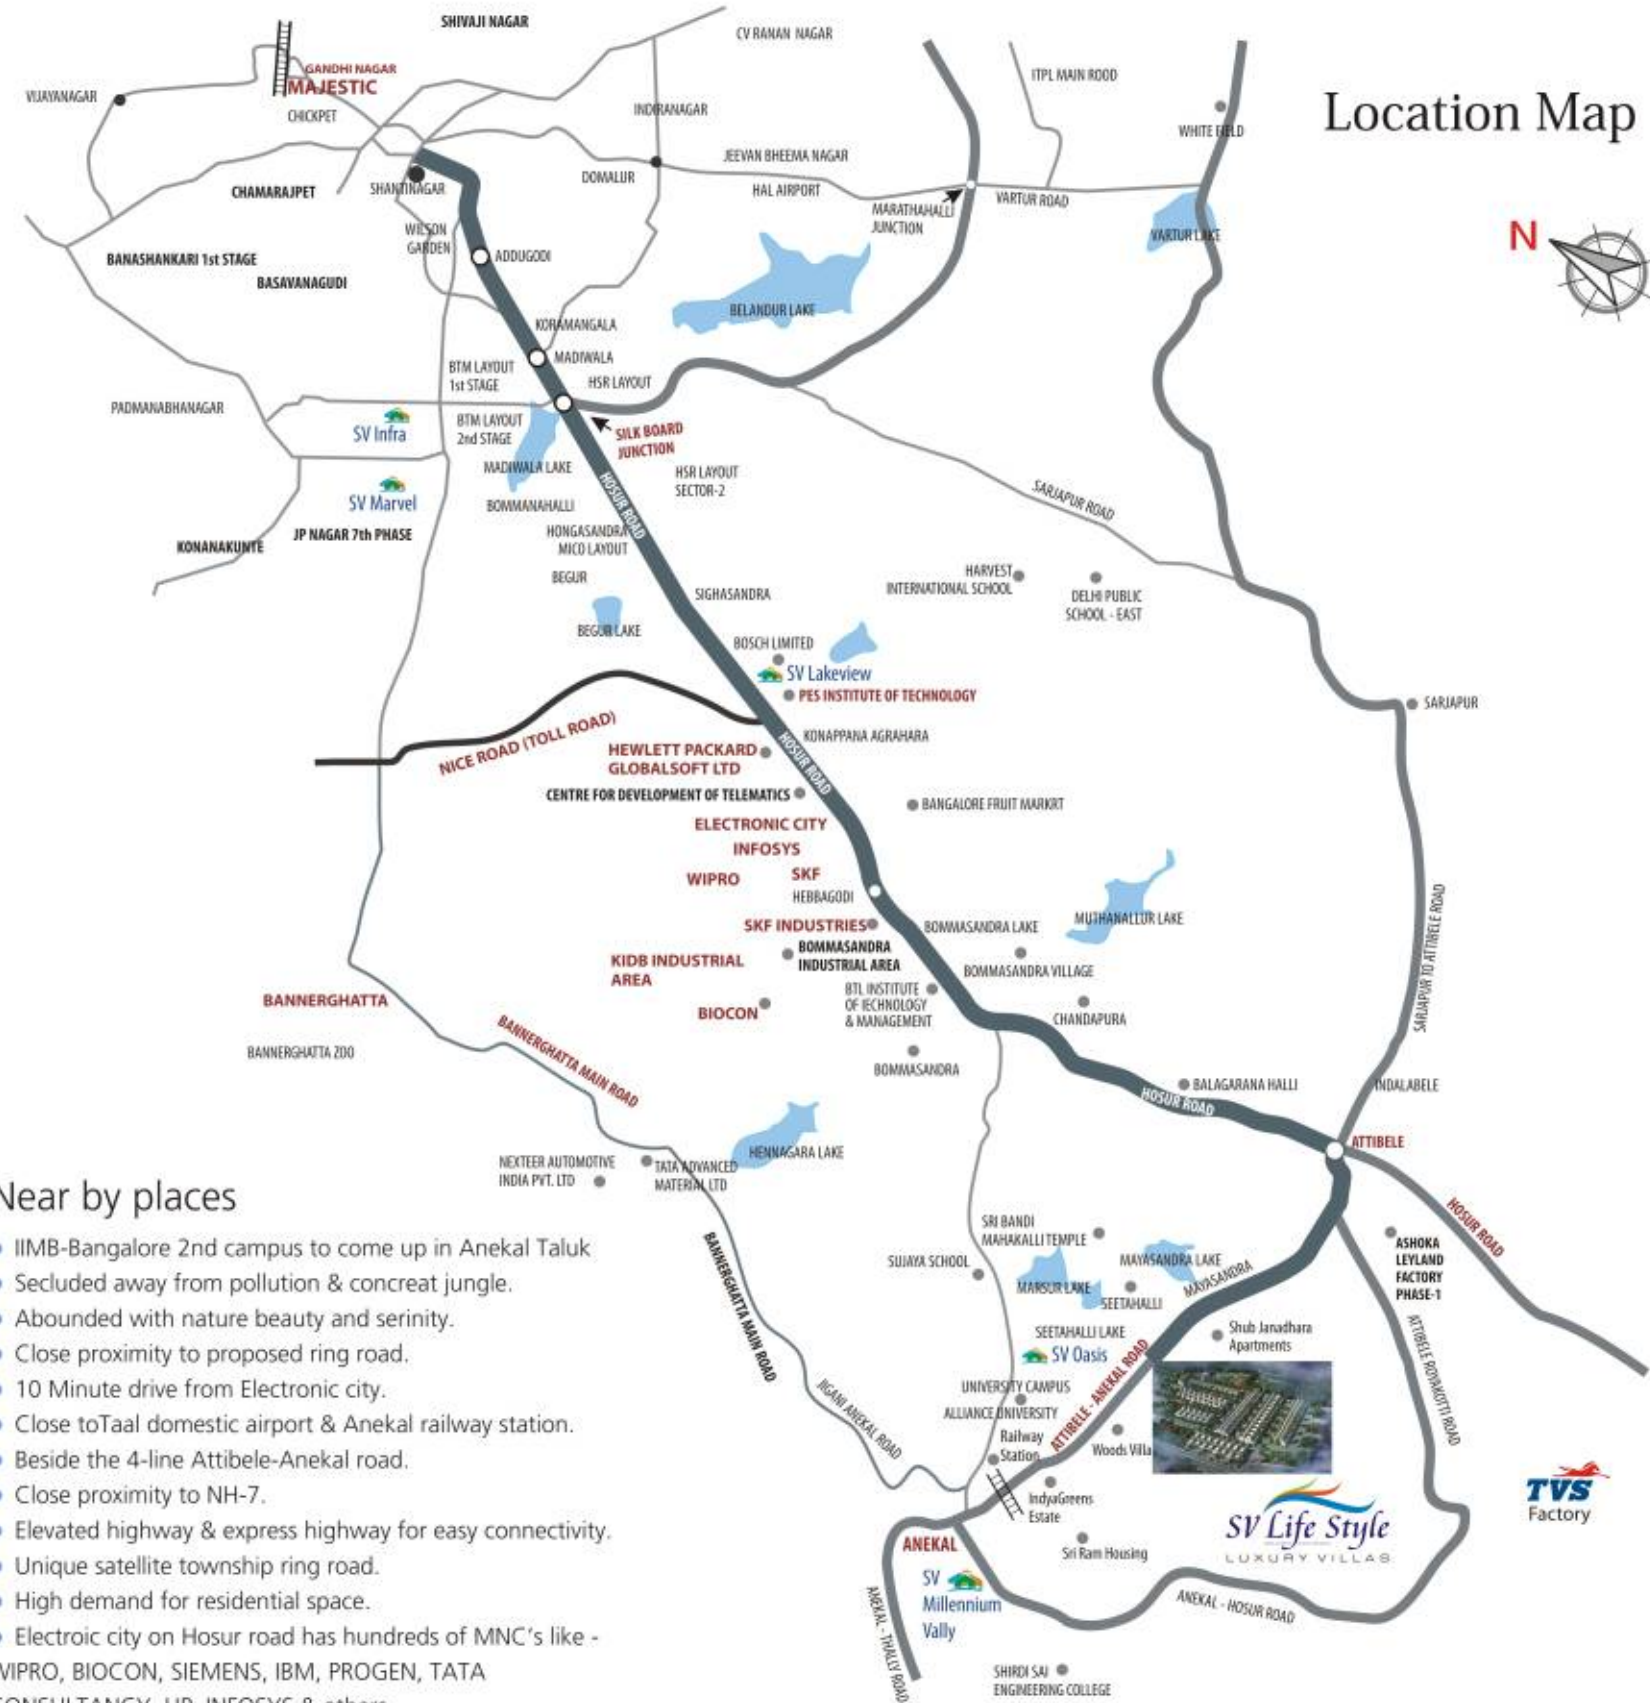 SHIVAJI NAGAR
CV RANAN NAGAR
GANDHI NAGAR
MAJESTIC
VIJAYANAGAR
CHICKPET
INDIRANAGAR
ITPL MAIN ROOD
WHITE FIELD
Location Map
JEEVAN BHEEMA NAGAR
DOMALUR
HAL AIRPORT
CHAMARAJPET
SHANTINAGAR
MARATHAHALLI
JUNCTION
VARTUR ROAD
VARTUR LAKE
N
WILSON
GARDEN
ADDUGODI
BANASHANKARI 1st STAGE
BASAVANAGUDI
BELANDUR LAKE
KORAMANGALA
MADIWALA
BTM LAYOUT
1st STAGE
HSR LAYOUT
PADMANABHANAGAR
SV Infra
BTM LAYOUT
2nd STAGE
SILK BOARD
JUNCTION
MADIWALA LAKE
HSR LAYOUT
SECTOR-2
HOSUR ROAD
SARJAPUR ROAD
SV Marvel
BOMMANAHALLI
JP NAGAR 7th PHASE
KONANAKUNTE
HONGASANDRA
MICO LAYOUT
BEGUR
BEGUR LAKE
SIGHASANDRA
HARVEST
INTERNATIONAL SCHOOL
DELHI PUBLIC
SCHOOL - EAST
BOSCH LIMITED
SV Lakeview
PES INSTITUTE OF TECHNOLOGY
SARJAPUR
NICE ROAD (TOLL ROAD)
KONAPPANA AGRAHARA
HEWLETT PACKARD
GLOBALSOFT LTD
HOSUR ROAD
CENTRE FOR DEVELOPMENT OF TELEMATICS
BANGALORE FRUIT MARKRT
ELECTRONIC CITY
INFOSYS
WIPRO
SKF
HEBBAGODI
SKF INDUSTRIES
BOMMASANDRA LAKE
MUTHANALLUR LAKE
SARJAPUR TO ATTIBELE ROAD
BOMMASANDRA
INDUSTRIAL AREA
KIDB INDUSTRIAL
AREA
BOMMASANDRA VILLAGE
BTL INSTITUTE
OF IECHNOLOGY
& MANAGEMENT
BIOCON
CHANDAPURA
BANNERGHATTA
BANNERGHATTA ZOO
BANNERGHATTA MAIN ROAD
BOMMASANDRA
BALAGARANA HALLI
HOSUR ROAD
INDALABELE
ATTIBELE
HENNAGARA LAKE
NEXTEER AUTOMOTIVE
INDIA PVT. LTD
TATA ADVANCED
MATERIAL LTD
BANNERGHATTA MAIN ROAD
SRI BANDI
MAHAKALLI TEMPLE
SUJAYA SCHOOL
MAYASANDRA LAKE
MARSUR LAKE
SEETAHALLI
MAYASANDRA
HOSUR ROAD
ASHOKA
LEYLAND
FACTORY
PHASE-1
SEETAHALLI LAKE
SV Oasis
Shub Janadhara
Apartments
ATTIBELE - ANEKAL ROAD
ATTIBELE ROYAKOTTI ROAD
UNIVERSITY CAMPUS
ALLIANCE UNIVERSITY
JIGANI ANEKAL ROAD
Railway
Station
Woods Villa
IndyaGreens
Estate
SV Life Style
LUXURY VILLAS
TVS
Factory
Sri Ram Housing
ANEKAL
SV
Millennium
Vally
ANEKAL - THALLY ROAD
ANEKAL - HOSUR ROAD
SHIRDI SAI
ENGINEERING COLLEGE
Near by places
IIMB-Bangalore 2nd campus to come up in Anekal Taluk
Secluded away from pollution & concreat jungle.
Abounded with nature beauty and serinity.
Close proximity to proposed ring road.
10 Minute drive from Electronic city.
Close toTaal domestic airport & Anekal railway station.
Beside the 4-line Attibele-Anekal road.
Close proximity to NH-7.
Elevated highway & express highway for easy connectivity.
Unique satellite township ring road.
High demand for residential space.
Electroic city on Hosur road has hundreds of MNC's like -
WIPRO, BIOCON, SIEMENS, IBM, PROGEN, TATA